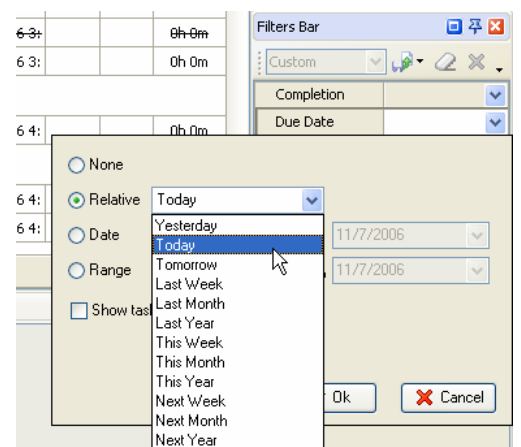 6 3: 0h 0m
6 3: 0h 0m
6 4: 0h 0m
6 4:
6 4:
Filters Bar
Custom
Completion
Due Date
None
Relative Today
Yesterday
Today
Tomorrow
Last Week
Last Month
Last Year
This Week
This Month
This Year
Next Week
Next Month
Next Year
Date 11/7/2006
Range 11/7/2006
Show tas
Ok Cancel